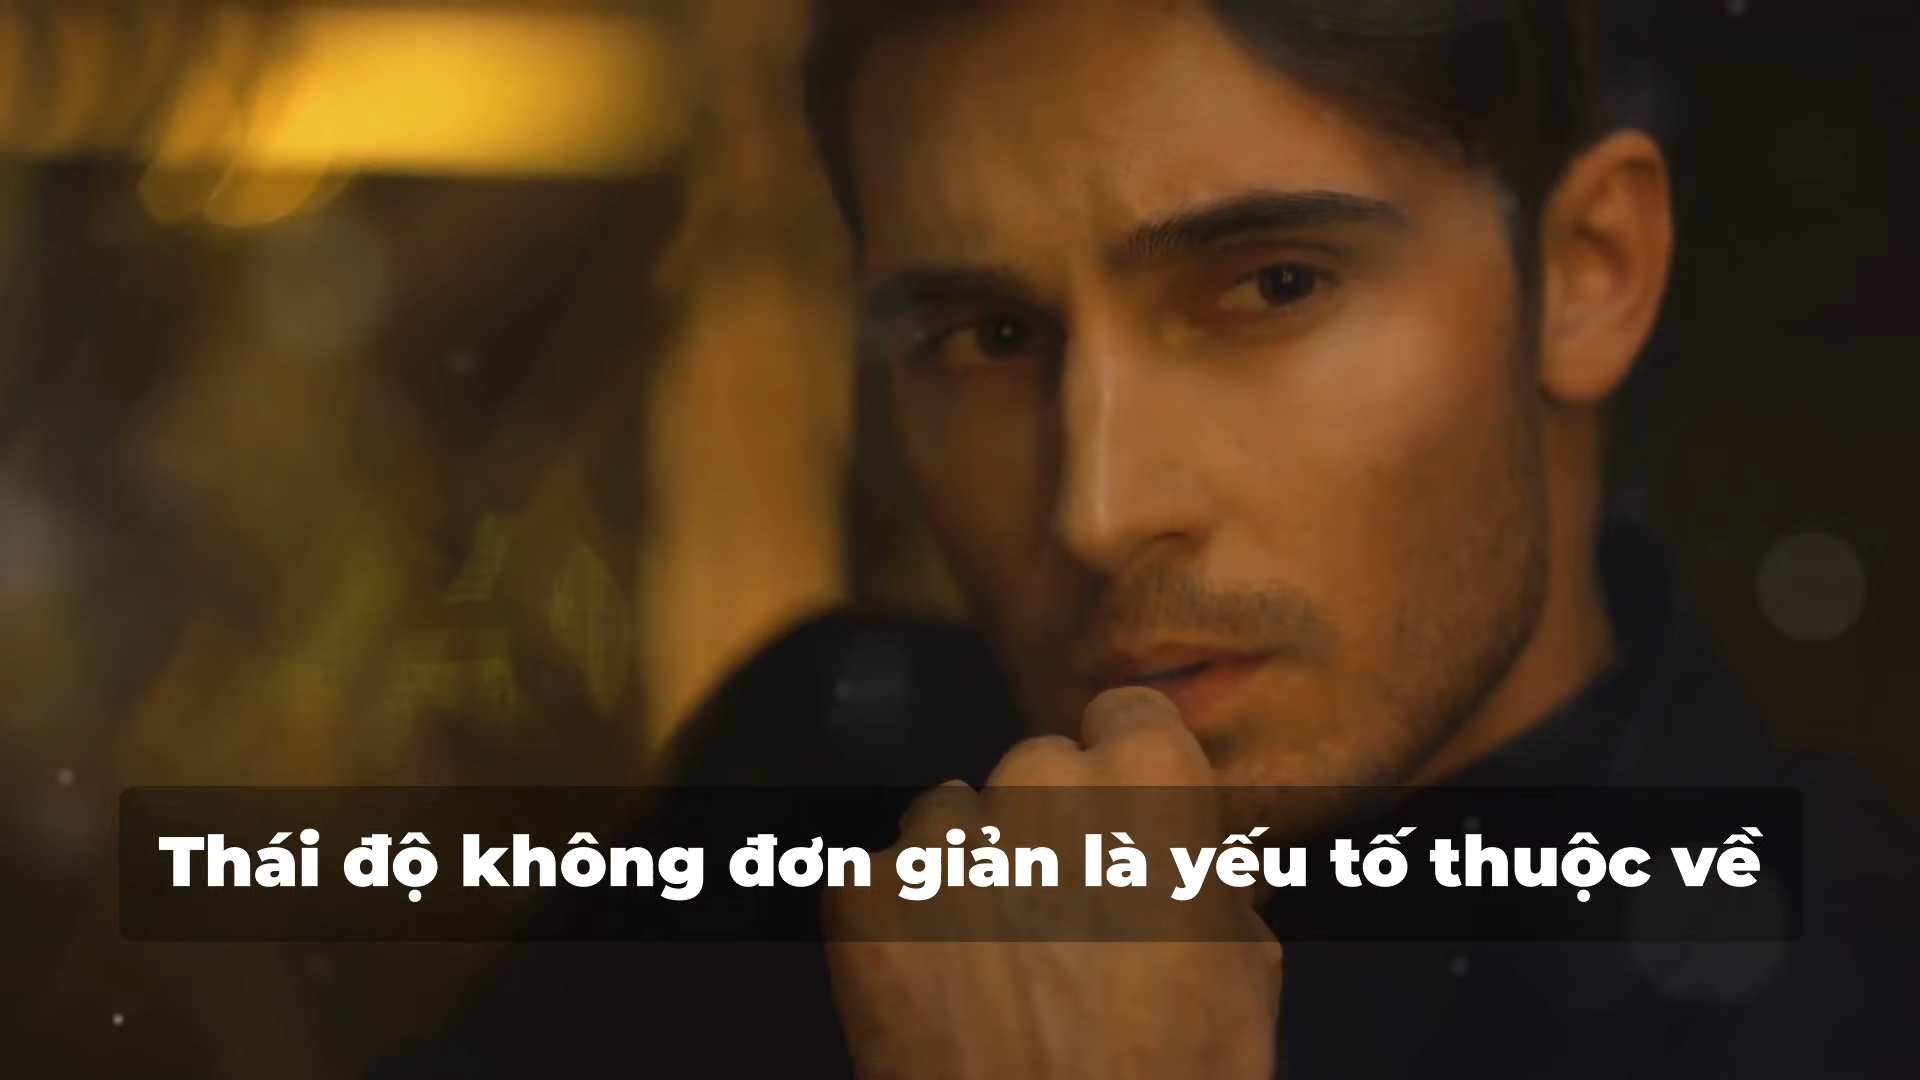 Thái độ không đơn giản là yếu tố thuộc về